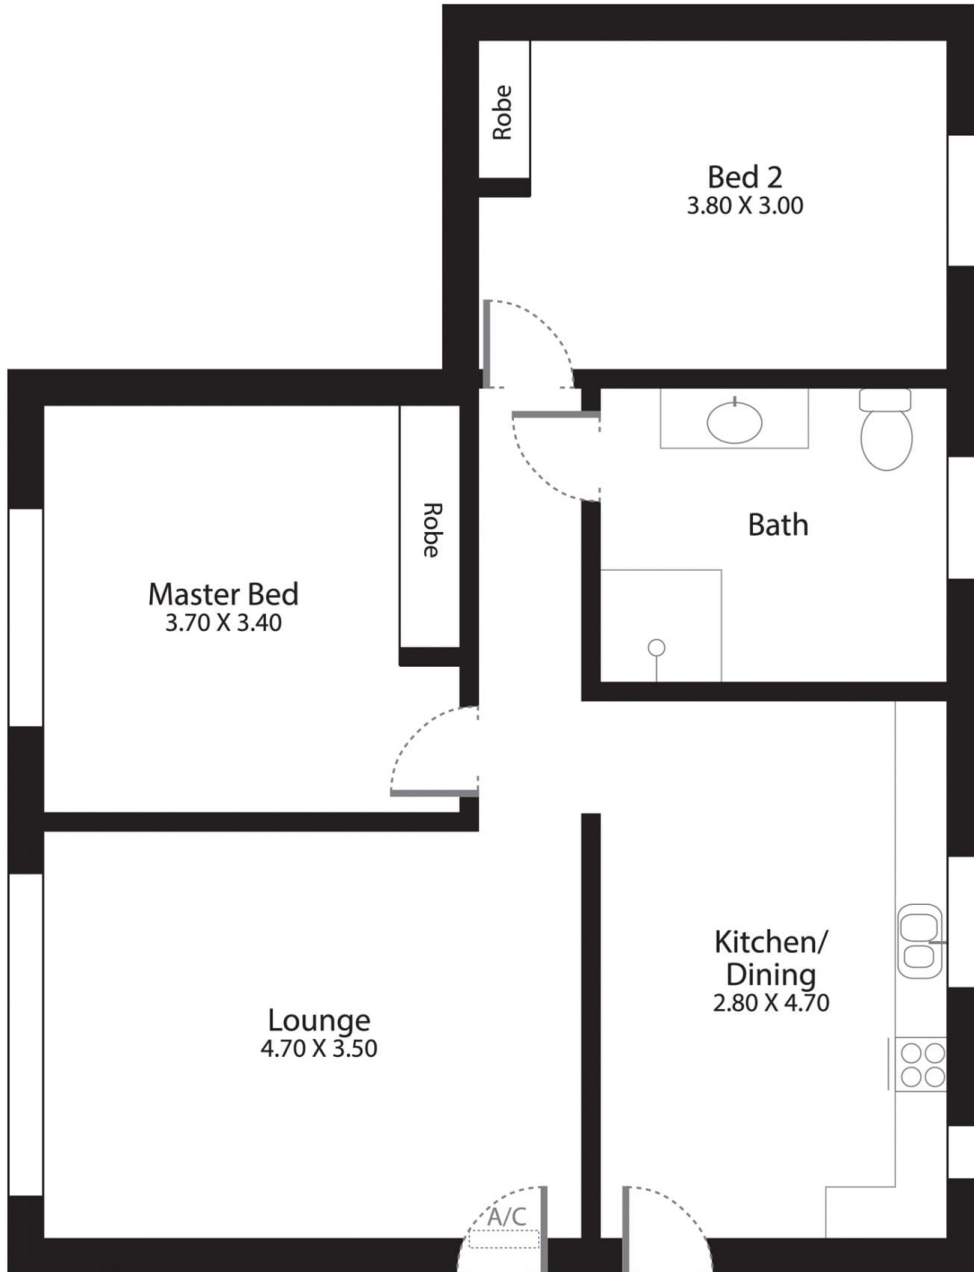 Robe
Bed 2
3.80 X 3.00
Bath
Robe
Master Bed
3.70 X 3.40
Kitchen/
Dining
2.80 X 4.70
Lounge
4.70 X 3.50
A/C